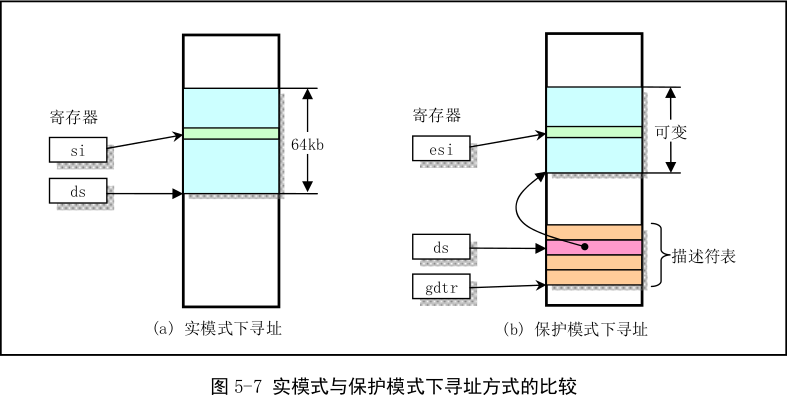 寄存器
si
ds
64kb
(a) 实模式下寻址
寄存器
esi
可变
ds
gdtr
描述符表
(b) 保护模式下寻址
图 5-7 实模式与保护模式下寻址方式的比较